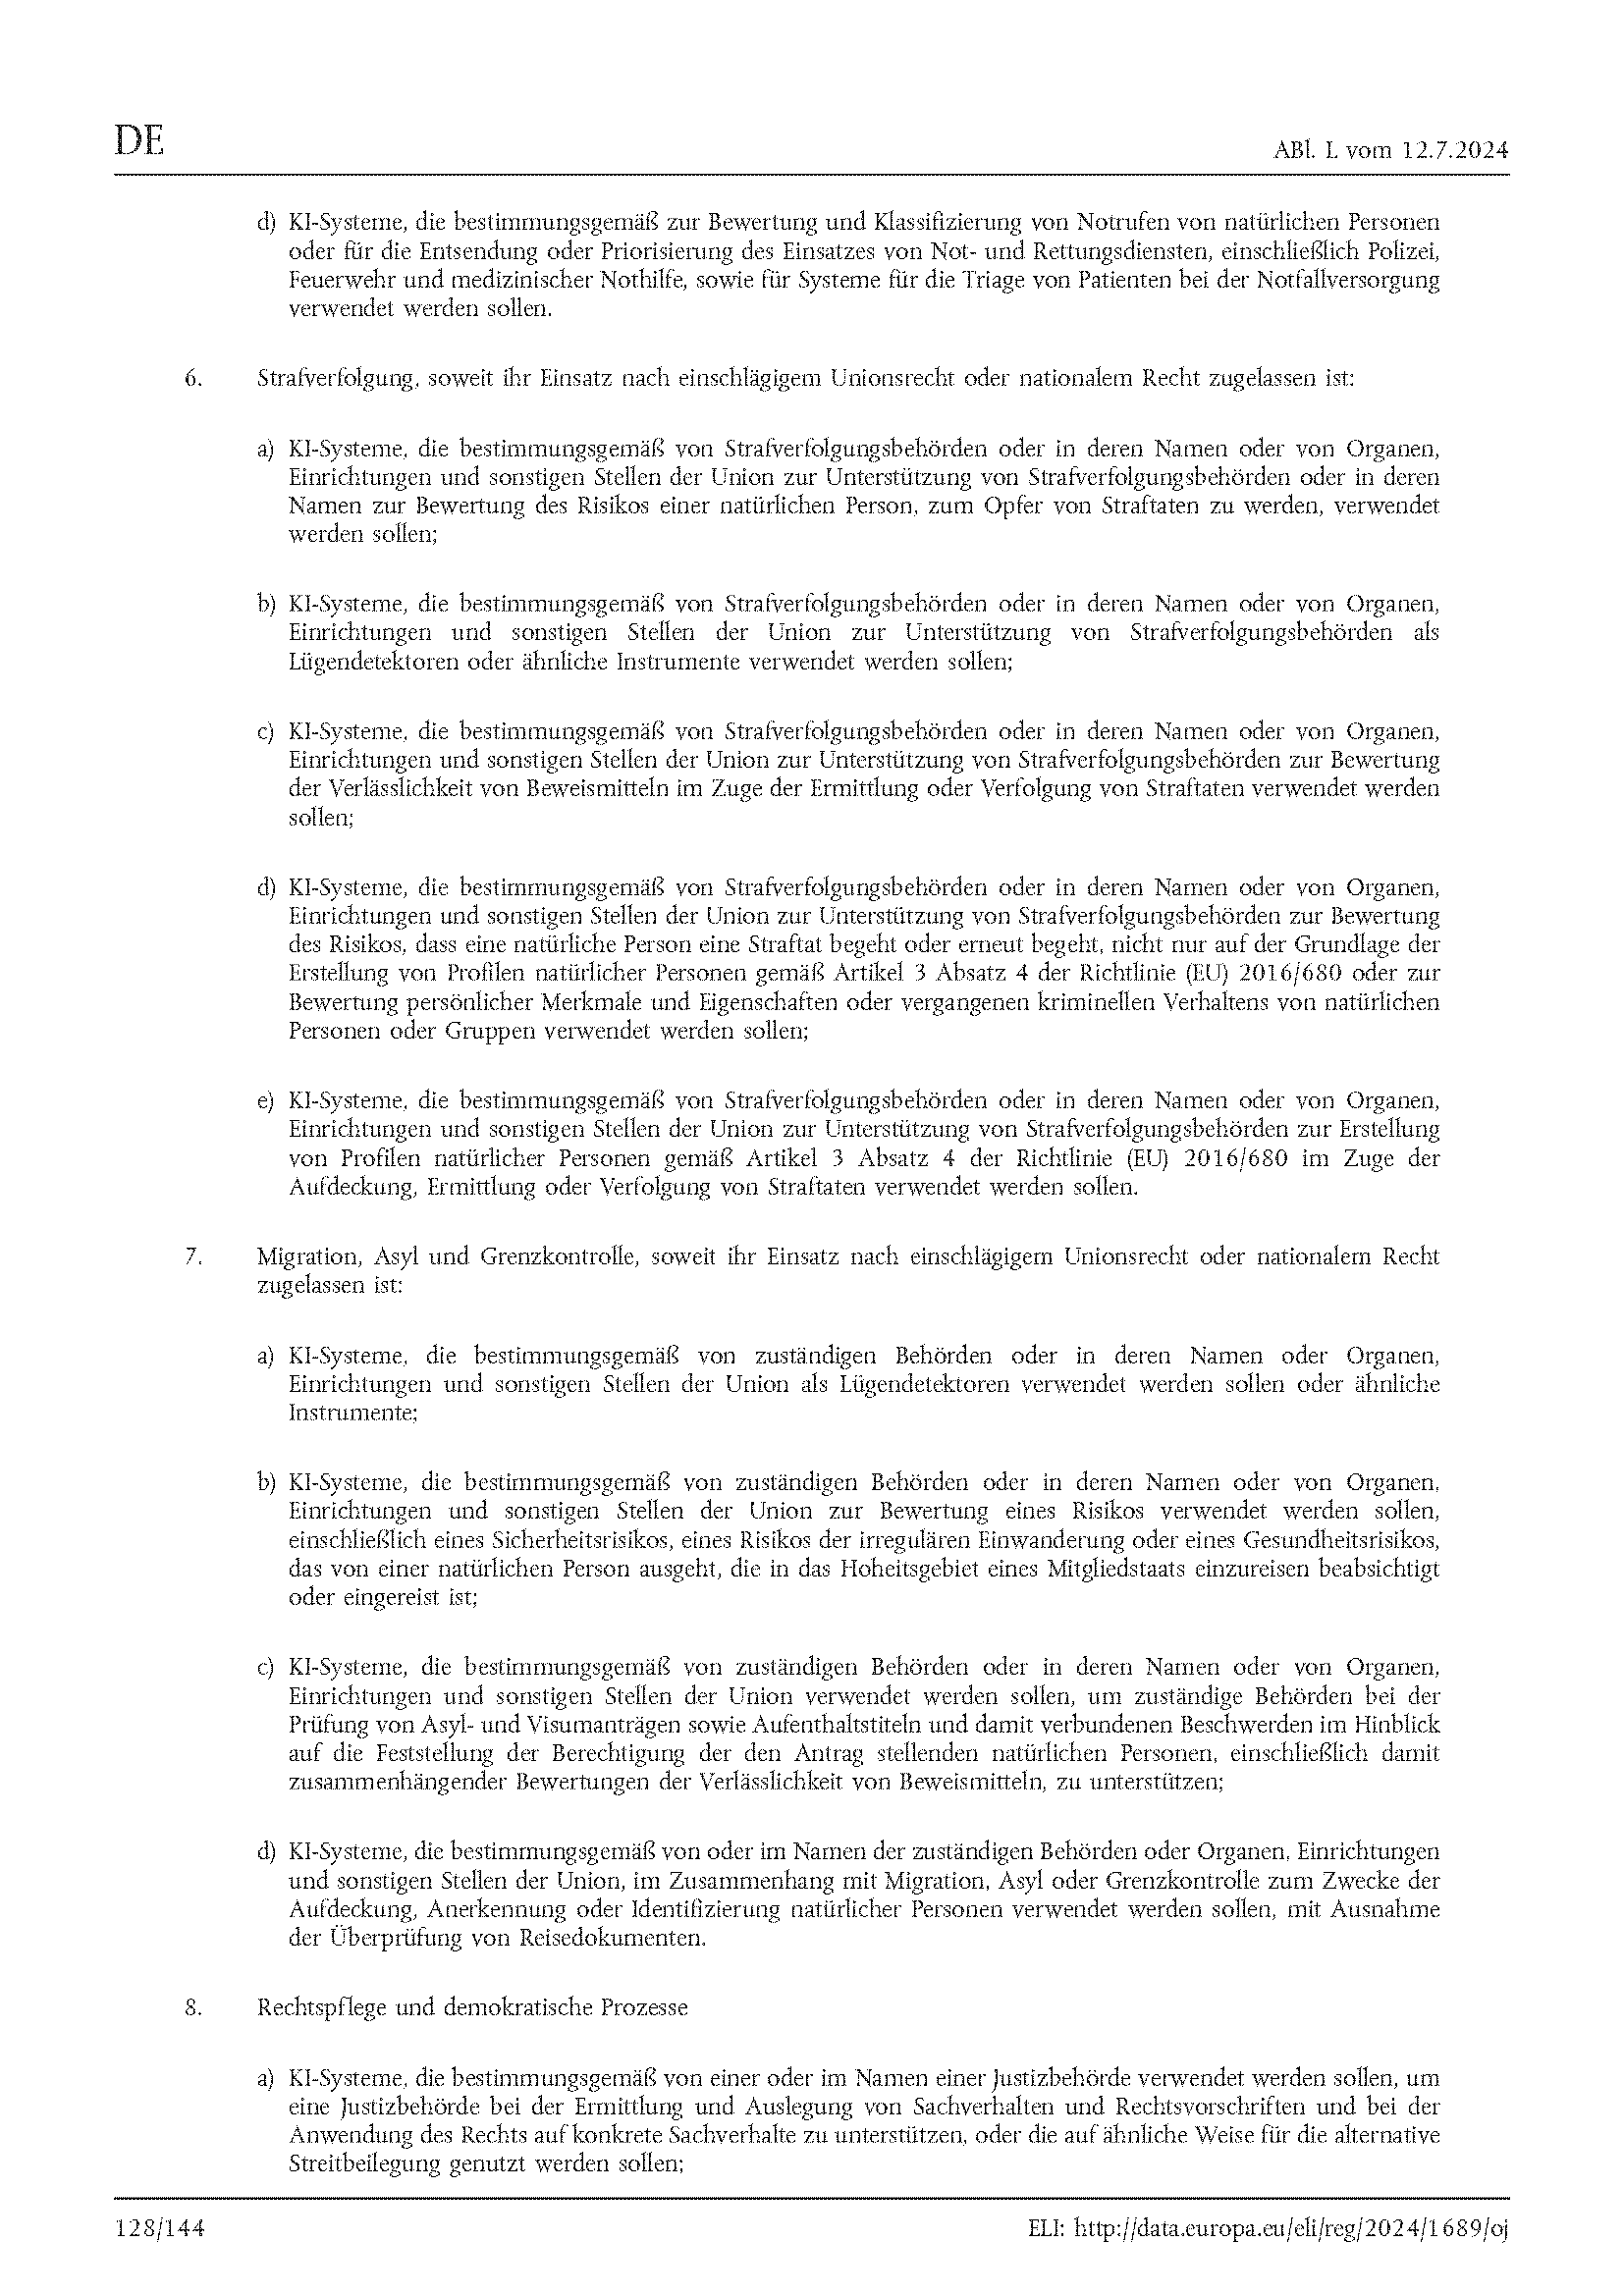 DE
ABl. L vom 12.7.2024
d) KI-Systeme, die bestimmungsgemäß zur Bewertung und Klassifizierung von Notrufen von natürlichen Personen
oder für die Entsendung oder Priorisierung des Einsatzes von Not- und Rettungsdiensten, einschließlich Polizei,
Feuerwehr und medizinischer Nothilfe, sowie für Systeme für die Triage von Patienten bei der Notfallversorgung
verwendet werden sollen.
6. Strafverfolgung, soweit ihr Einsatz nach einschlägigem Unionsrecht oder nationalem Recht zugelassen ist:
a) KI-Systeme, die bestimmungsgemäß von Strafverfolgungsbehörden oder in deren Namen oder von Organen,
Einrichtungen und sonstigen Stellen der Union zur Unterstützung von Strafverfolgungsbehörden oder in deren
Namen zur Bewertung des Risikos einer natürlichen Person, zum Opfer von Straftaten zu werden, verwendet
werden sollen;
b) KI-Systeme, die bestimmungsgemäß von Strafverfolgungsbehörden oder in deren Namen oder von Organen,
Einrichtungen und sonstigen Stellen der Union zur Unterstützung von Strafverfolgungsbehörden als
Lügendetektoren oder ähnliche Instrumente verwendet werden sollen;
c) KI-Systeme, die bestimmungsgemäß von Strafverfolgungsbehörden oder in deren Namen oder von Organen,
Einrichtungen und sonstigen Stellen der Union zur Unterstützung von Strafverfolgungsbehörden zur Bewertung
der Verlässlichkeit von Beweismitteln im Zuge der Ermittlung oder Verfolgung von Straftaten verwendet werden
sollen;
d) KI-Systeme, die bestimmungsgemäß von Strafverfolgungsbehörden oder in deren Namen oder von Organen,
Einrichtungen und sonstigen Stellen der Union zur Unterstützung von Strafverfolgungsbehörden zur Bewertung
des Risikos, dass eine natürliche Person eine Straftat begeht oder erneut begeht, nicht nur auf der Grundlage der
Erstellung von Profilen natürlicher Personen gemäß Artikel 3 Absatz 4 der Richtlinie (EU) 2016/680 oder zur
Bewertung persönlicher Merkmale und Eigenschaften oder vergangenen kriminellen Verhaltens von natürlichen
Personen oder Gruppen verwendet werden sollen;
e) KI-Systeme, die bestimmungsgemäß von Strafverfolgungsbehörden oder in deren Namen oder von Organen,
Einrichtungen und sonstigen Stellen der Union zur Unterstützung von Strafverfolgungsbehörden zur Erstellung
von Profilen natürlicher Personen gemäß Artikel 3 Absatz 4 der Richtlinie (EU) 2016/680 im Zuge der
Aufdeckung, Ermittlung oder Verfolgung von Straftaten verwendet werden sollen.
7. Migration, Asyl und Grenzkontrolle, soweit ihr Einsatz nach einschlägigem Unionsrecht oder nationalem Recht
zugelassen ist:
a) KI-Systeme, die bestimmungsgemäß von zuständigen Behörden oder in deren Namen oder Organen,
Einrichtungen und sonstigen Stellen der Union als Lügendetektoren verwendet werden sollen oder ähnliche
Instrumente;
b) KI-Systeme, die bestimmungsgemäß von zuständigen Behörden oder in deren Namen oder von Organen,
Einrichtungen und sonstigen Stellen der Union zur Bewertung eines Risikos verwendet werden sollen,
einschließlich eines Sicherheitsrisikos, eines Risikos der irregulären Einwanderung oder eines Gesundheitsrisikos,
das von einer natürlichen Person ausgeht, die in das Hoheitsgebiet eines Mitgliedstaats einzureisen beabsichtigt
oder eingereist ist;
c) KI-Systeme, die bestimmungsgemäß von zuständigen Behörden oder in deren Namen oder von Organen,
Einrichtungen und sonstigen Stellen der Union verwendet werden sollen, um zuständige Behörden bei der
Prüfung von Asyl- und Visumanträgen sowie Aufenthaltstiteln und damit verbundenen Beschwerden im Hinblick
auf die Feststellung der Berechtigung der den Antrag stellenden natürlichen Personen, einschließlich damit
zusammenhängender Bewertungen der Verlässlichkeit von Beweismitteln, zu unterstützen;
d) KI-Systeme, die bestimmungsgemäß von oder im Namen der zuständigen Behörden oder Organen, Einrichtungen
und sonstigen Stellen der Union, im Zusammenhang mit Migration, Asyl oder Grenzkontrolle zum Zwecke der
Aufdeckung, Anerkennung oder Identifizierung natürlicher Personen verwendet werden sollen, mit Ausnahme
der Überprüfung von Reisedokumenten.
8. Rechtspflege und demokratische Prozesse
a) KI-Systeme, die bestimmungsgemäß von einer oder im Namen einer Justizbehörde verwendet werden sollen, um
eine Justizbehörde bei der Ermittlung und Auslegung von Sachverhalten und Rechtsvorschriften und bei der
Anwendung des Rechts auf konkrete Sachverhalte zu unterstützen, oder die auf ähnliche Weise für die alternative
Streitbeilegung genutzt werden sollen;
128/144
ELI: http://data.europa.eu/eli/reg/2024/1689/oj